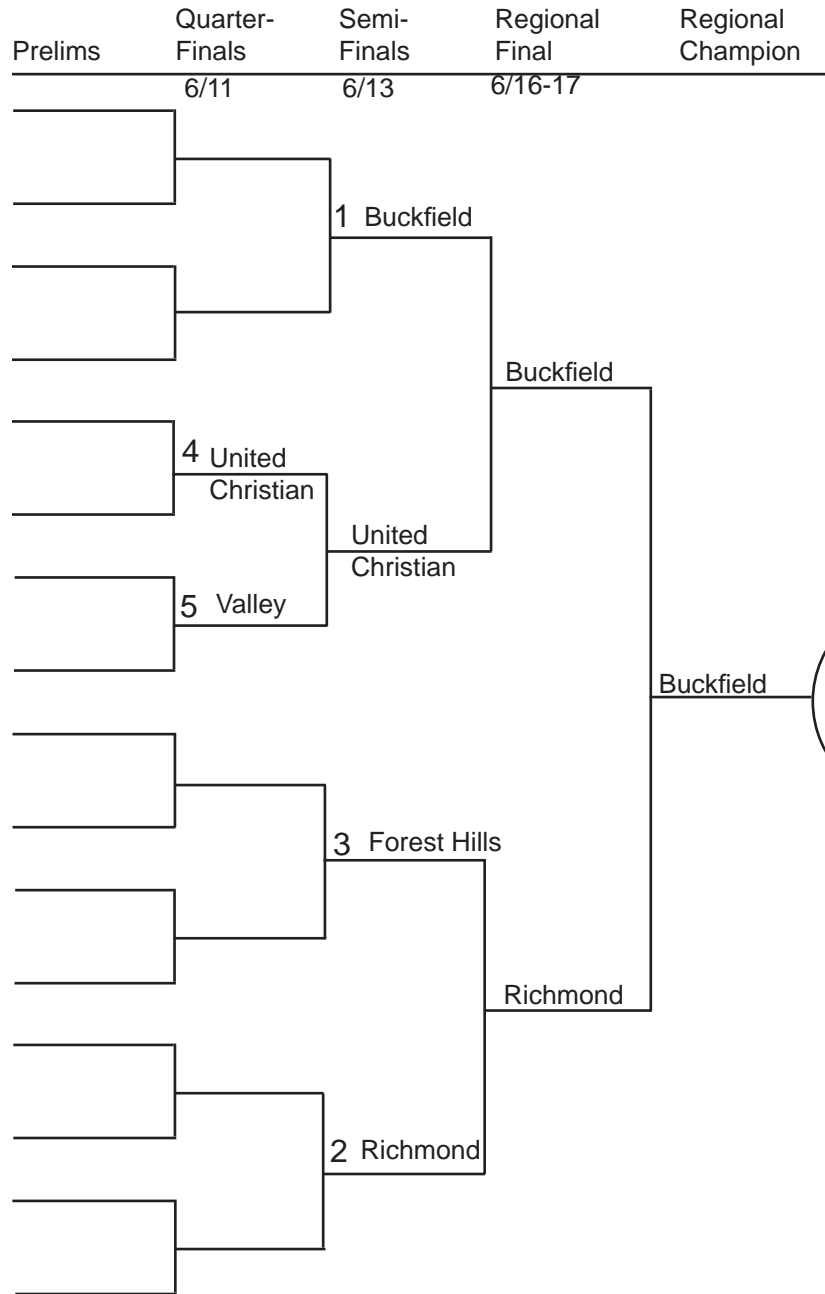 Prelims
Quarter-
Finals
Semi-
Finals
Regional
Final
Regional
Champion
6/11
6/13
6/16-17
1 Buckfield
Buckfield
4 United
Christian
United
Christian
5 Valley
Buckfield
3 Forest Hills
Richmond
2 Richmond